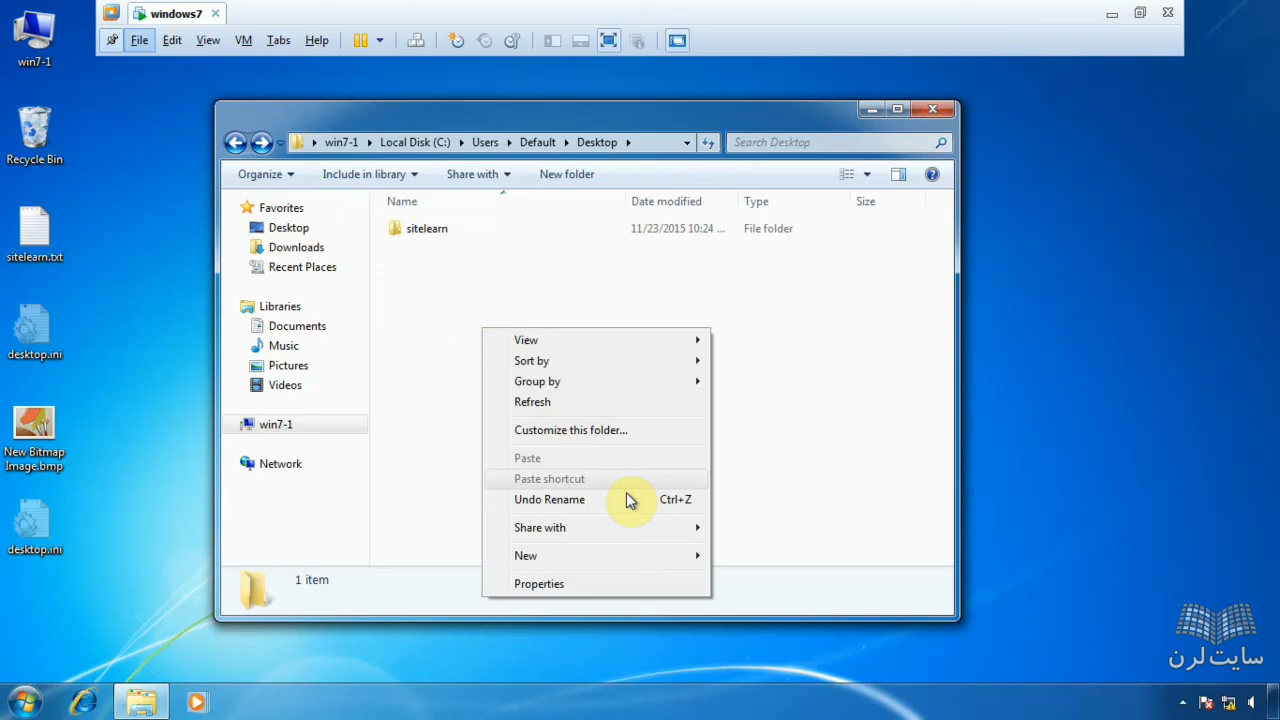 windows7
File Edit View VM Tabs Help
win7-1
Recycle Bin
sitelearn.txt
desktop.ini
New Bitmap
Image.bmp
desktop.ini
win7-1 Local Disk (C:) Users Default Desktop
Search Desktop
Organize Include in library Share with New folder
Favorites
Desktop
Downloads
Recent Places
Libraries
Documents
Music
Pictures
Videos
win7-1
Network
Name Date modified Type Size
sitelearn 11/23/2015 10:24 ... File folder
View
Sort by
Group by
Refresh
Customize this folder...
Paste
Paste shortcut
Undo Rename Ctrl+Z
Share with
New
Properties
1 item
سایت لرن